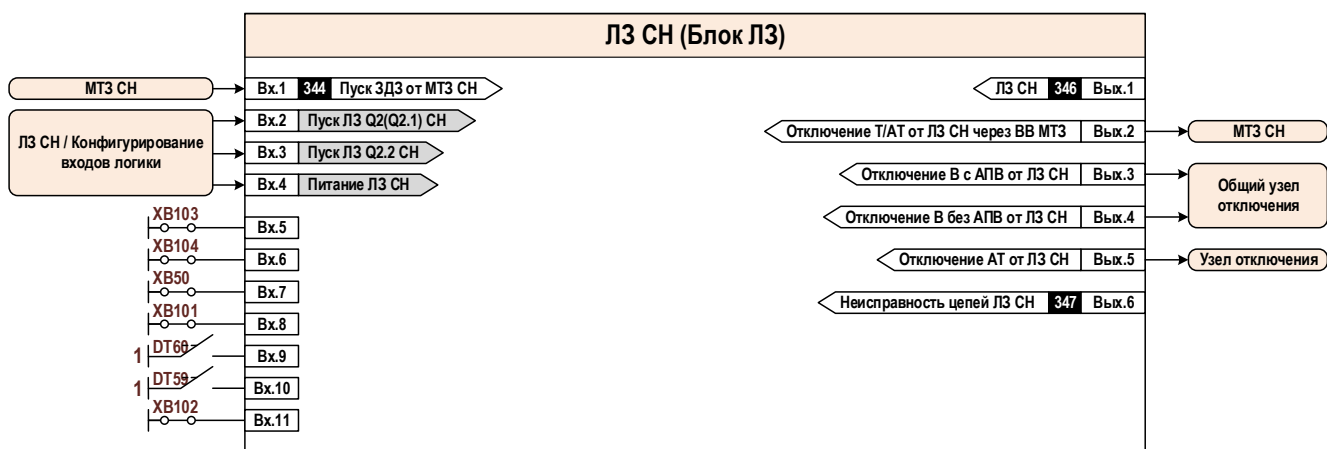 ЛЗ СН (Блок ЛЗ)
МТЗ СН
Вх.1 344 Пуск ЗДЗ от МТЗ СН
ЛЗ СН / Конфигурирование
входов логики
Вх.2 Пуск ЛЗ Q2(Q2.1) СН
Вх.3 Пуск ЛЗ Q2.2 СН
Вх.4 Питание ЛЗ СН
XB103
Вх.5
XB104
Вх.6
XB50
Вх.7
XB101
Вх.8
1 DT60
Вх.9
1 DT59
Вх.10
XB102
Вх.11
ЛЗ СН 346 Вых.1
Отключение Т/АТ от ЛЗ СН через ВВ МТЗ Вых.2
МТЗ СН
Отключение В с АПВ от ЛЗ СН Вых.3
Общий узел
отключения
Отключение В без АПВ от ЛЗ СН Вых.4
Отключение АТ от ЛЗ СН Вых.5
Узел отключения
Неисправность цепей ЛЗ СН 347 Вых.6